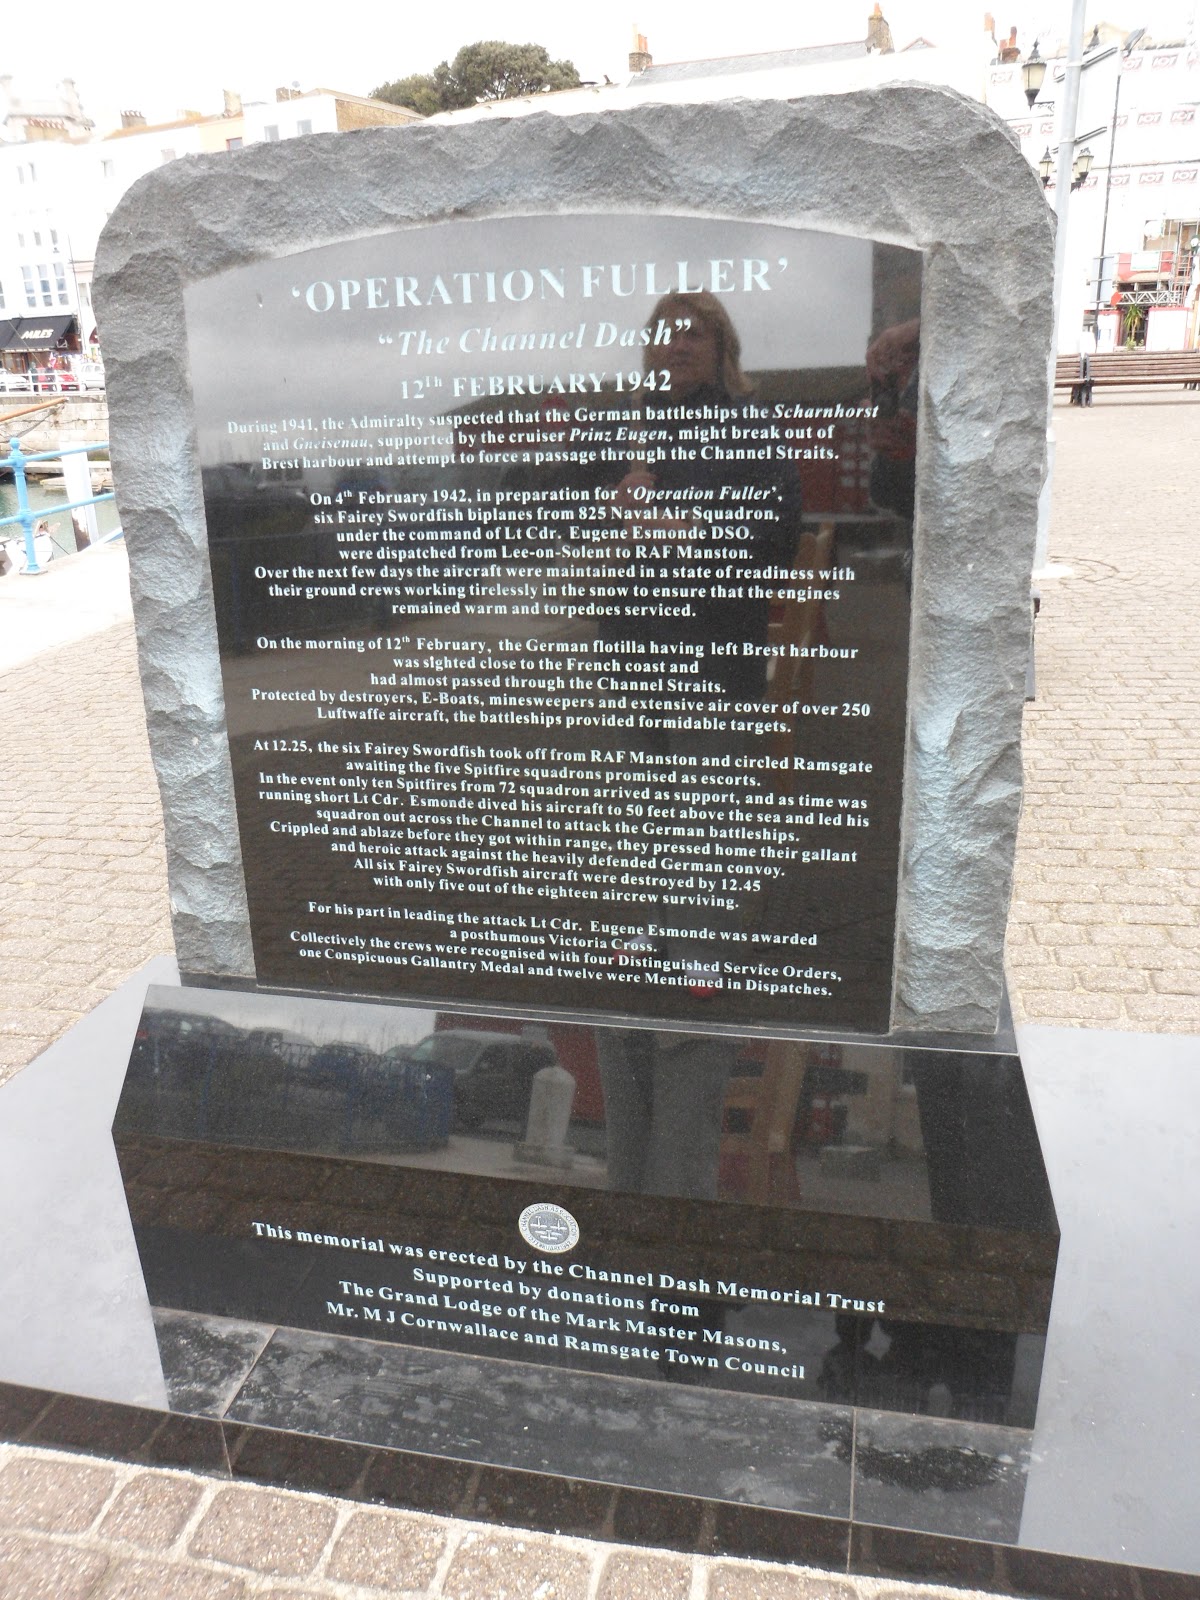 'OPERATION FULLER'
"The Channel Dash"
12Th FEBRUARY 1942
During 1941, the Admiralty suspected that the German battleships the Scharnhorst
and Gneisenau, supported by the cruiser Prinz Eugen, might break out of
Brest harbour and attempt to force a passage through the Channel Straits.
On 4th February 1942, in preparation for 'Operation Fuller',
six Fairey Swordfish biplanes from 825 Naval Air Squadron,
under the command of Lt Cdr. Eugene Esmonde DSO.
were dispatched from Lee-on-Solent to RAF Manston.
Over the next few days the aircraft were maintained in a state of readiness with
their ground crews working tirelessly in the snow to ensure that the engines
remained warm and torpedoes serviced.
On the morning of 12th February, the German flotilla having left Brest harbour
was sighted close to the French coast and
had almost passed through the Channel Straits.
Protected by destroyers, E-Boats, minesweepers and extensive air cover of over 250
Luftwaffe aircraft, the battleships provided formidable targets.
At 12.25, the six Fairey Swordfish took off from RAF Manston and circled Ramsgate
awaiting the five Spitfire squadrons promised as escorts.
In the event only ten Spitfires from 72 squadron arrived as support, and as time was
running short Lt Cdr. Esmonde dived his aircraft to 50 feet above the sea and led his
squadron out across the Channel to attack the German battleships.
Crippled and ablaze before they got within range, they pressed home their gallant
and heroic attack against the heavily defended German convoy.
All six Fairey Swordfish aircraft were destroyed by 12.45
with only five out of the eighteen aircrew surviving.
For his part in leading the attack Lt Cdr. Eugene Esmonde was awarded
a posthumous Victoria Cross.
Collectively the crews were recognised with four Distinguished Service Orders,
one Conspicuous Gallantry Medal and twelve were Mentioned in Dispatches.
This memorial was erected by the Channel Dash Memorial Trust
Supported by donations from
The Grand Lodge of the Mark Master Masons,
Mr. M J Cornwallace and Ramsgate Town Council